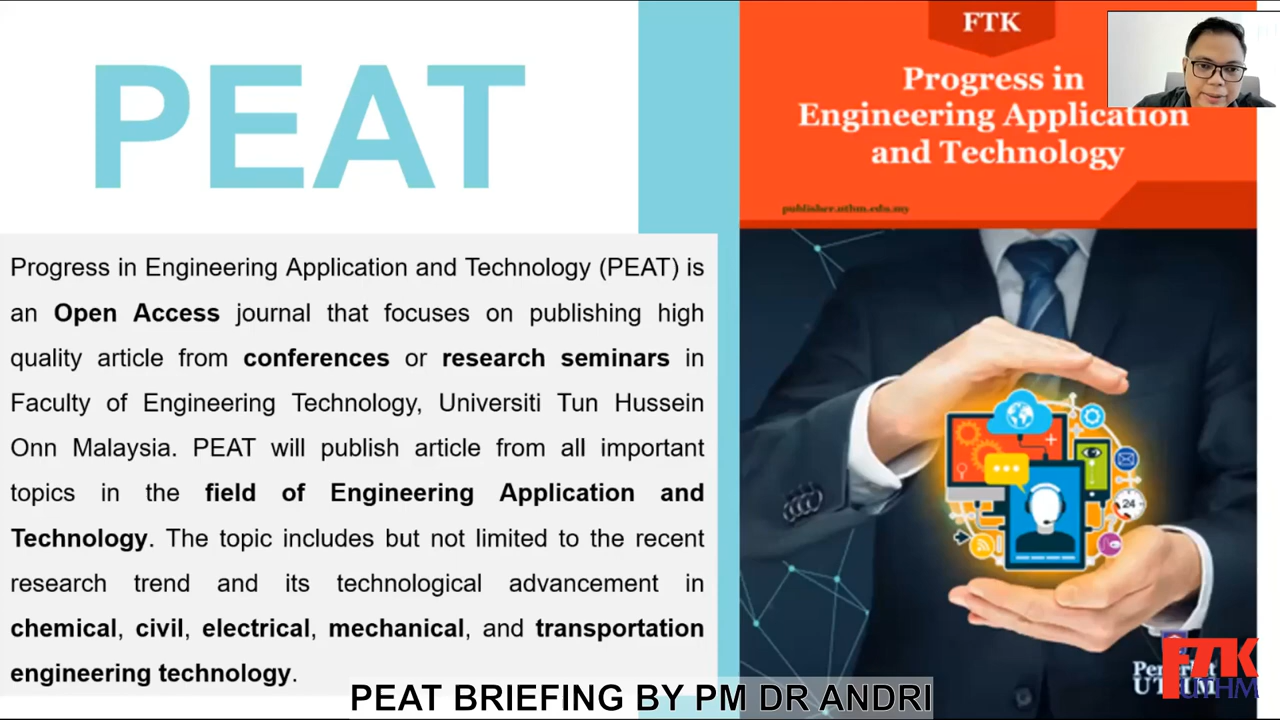 PEAT
Progress in Engineering Application and Technology (PEAT) is
an Open Access journal that focuses on publishing high
quality article from conferences or research seminars in
Faculty of Engineering Technology, Universiti Tun Hussein
Onn Malaysia. PEAT will publish article from all important
topics in the field of Engineering Application and
Technology. The topic includes but not limited to the recent
research trend and its technological advancement in
chemical, civil, electrical, mechanical, and transportation
engineering technology.
FTK
Progress in
Engineering Application
and Technology
publisher.uthm.edu.my
24
UTHM
FTK
UTHM
PEAT BRIEFING BY PM DR ANDRI